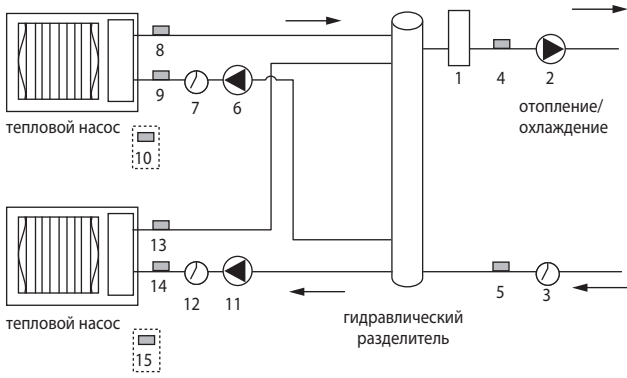 8
9
7
6
тепловой насос
10
1
4
2
отопление/
охлаждение
13
14
12
11
тепловой насос
15
5
3
гидравлический
разделитель